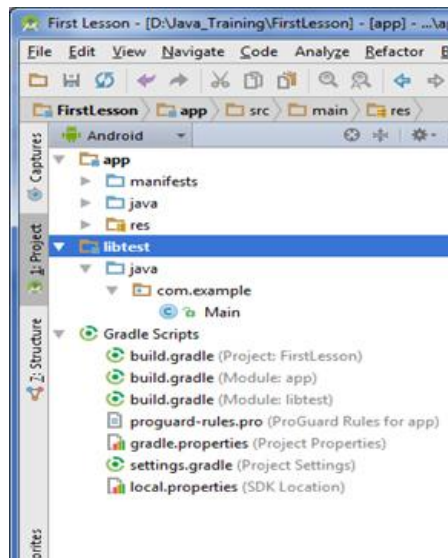 First Lesson - [D:\Java_Training\FirstLesson] - [app] - ...\a
File Edit View Navigate Code Analyze Refactor B
FirstLesson app src main res
Captures
Android
app
manifests
java
res
1: Project
libtest
java
com.example
Main
7: Structure
Gradle Scripts
build.gradle (Project: FirstLesson)
build.gradle (Module: app)
build.gradle (Module: libtest)
proguard-rules.pro (ProGuard Rules for app)
gradle.properties (Project Properties)
settings.gradle (Project Settings)
local.properties (SDK Location)
orites